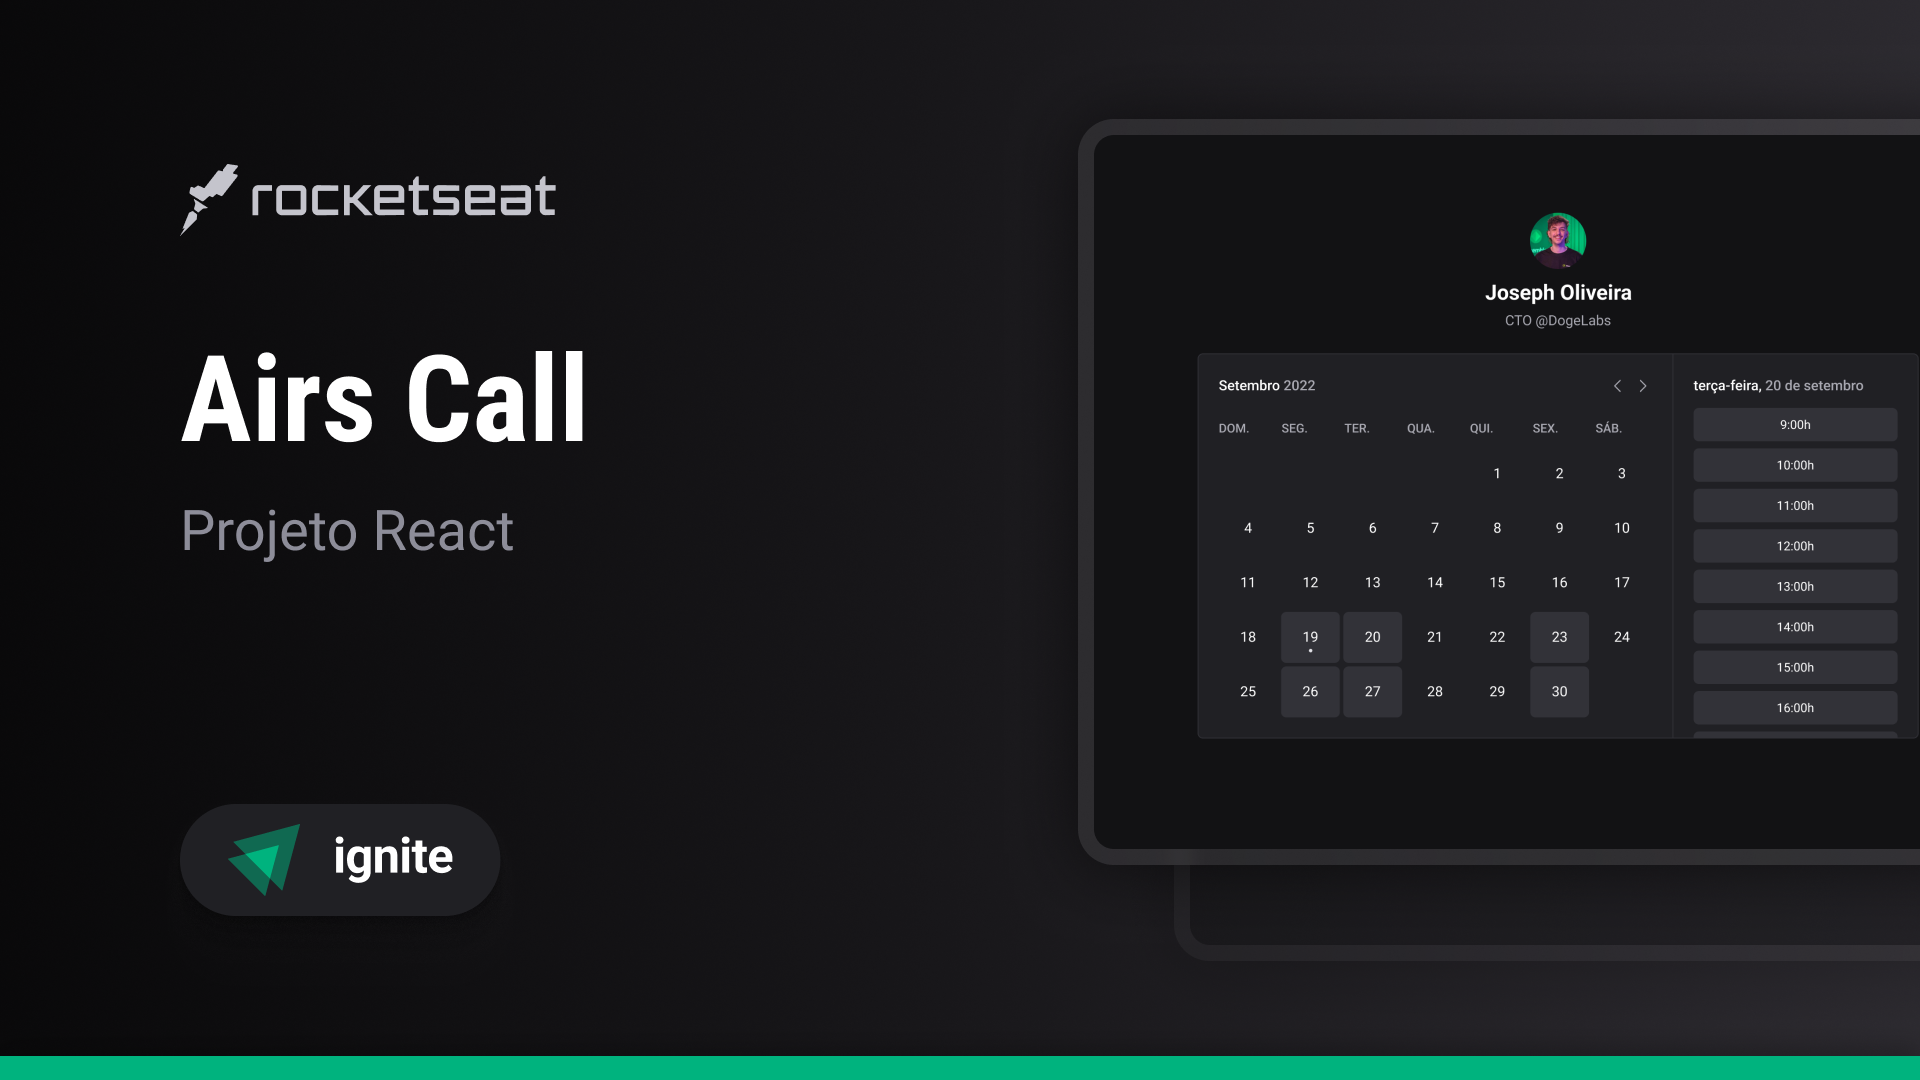 rocketseat
Airs Call
Projeto React
ignite
Joseph Oliveira
CTO @DogeLabs
Setembro 2022
DOM. SEG. TER. QUA. QUI. SEX. SÁB.
1 2 3
4 5 6 7 8 9 10
11 12 13 14 15 16 17
18 19 20 21 22 23 24
25 26 27 28 29 30
terça-feira, 20 de setembro
9:00h
10:00h
11:00h
12:00h
13:00h
14:00h
15:00h
16:00h